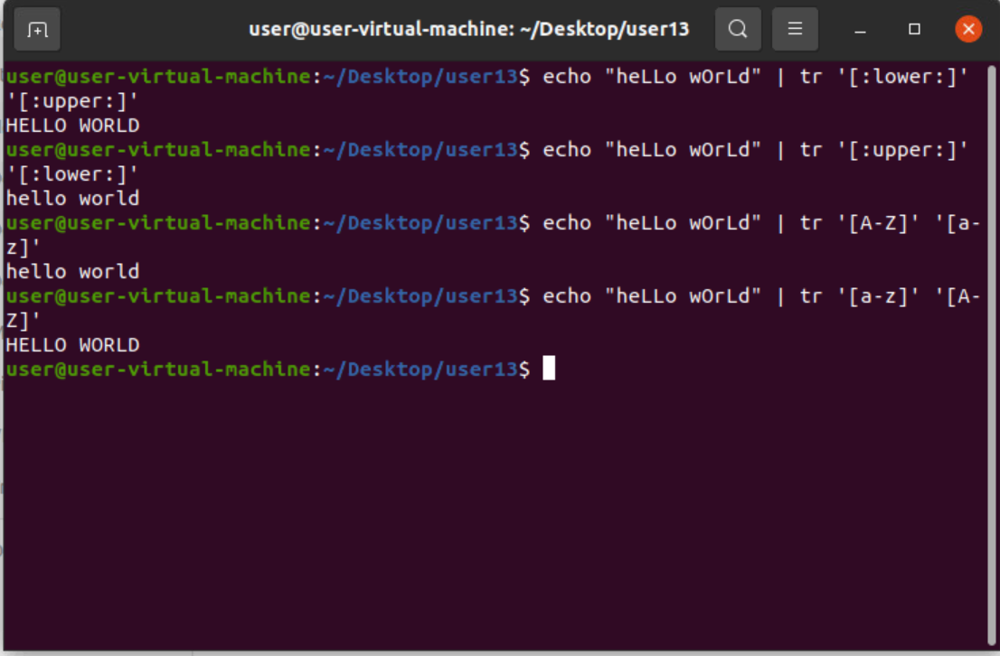 user@user-virtual-machine: ~/Desktop/user13
user@user-virtual-machine:~/Desktop/user13$ echo "heLLo wOrLd" | tr '[:lower:]'
'[:upper:]'
HELLO WORLD
user@user-virtual-machine:~/Desktop/user13$ echo "heLLo wOrLd" | tr '[:upper:]'
'[:lower:]'
hello world
user@user-virtual-machine:~/Desktop/user13$ echo "heLLo wOrLd" | tr '[A-Z]' '[a-
z]'
hello world
user@user-virtual-machine:~/Desktop/user13$ echo "heLLo wOrLd" | tr '[a-z]' '[A-
Z]'
HELLO WORLD
user@user-virtual-machine:~/Desktop/user13$